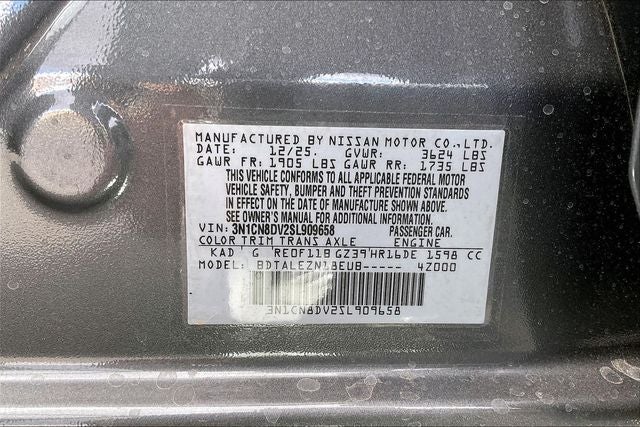 MANUFACTURED BY NISSAN MOTOR CO.,LTD.
DATE: 12/25. GVWR: 3624 LBS
GAWR FR: 1905 LBS GAWR RR: 1735 LBS
THIS VEHICLE CONFORMS TO ALL APPLICABLE FEDERAL MOTOR
VEHICLE SAFETY, BUMPER AND THEFT PREVENTION STANDARDS
IN EFFECT ON THE DATE OF MANUFACTURE SHOWN ABOVE.
SEE OWNER'S MANUAL FOR ADDITIONAL INFORMATION.
VIN: 3N1CN8DV2SL909658 PASSENGER CAR.
COLOR TRIM TRANS AXLE ENGINE
KAD G RE0F11B GZ39 HR16DE 1598 CC
MODEL: BDTALEZN18EUB----- 4Z000
3N1CN8DV2SL909658